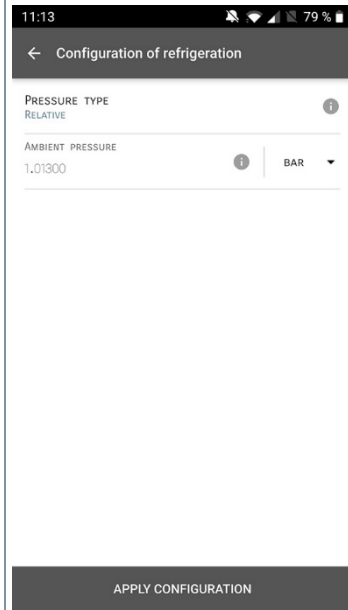 11:13 79 %
Configuration of refrigeration
PRESSURE TYPE
RELATIVE
AMBIENT PRESSURE
1.01300 BAR
APPLY CONFIGURATION